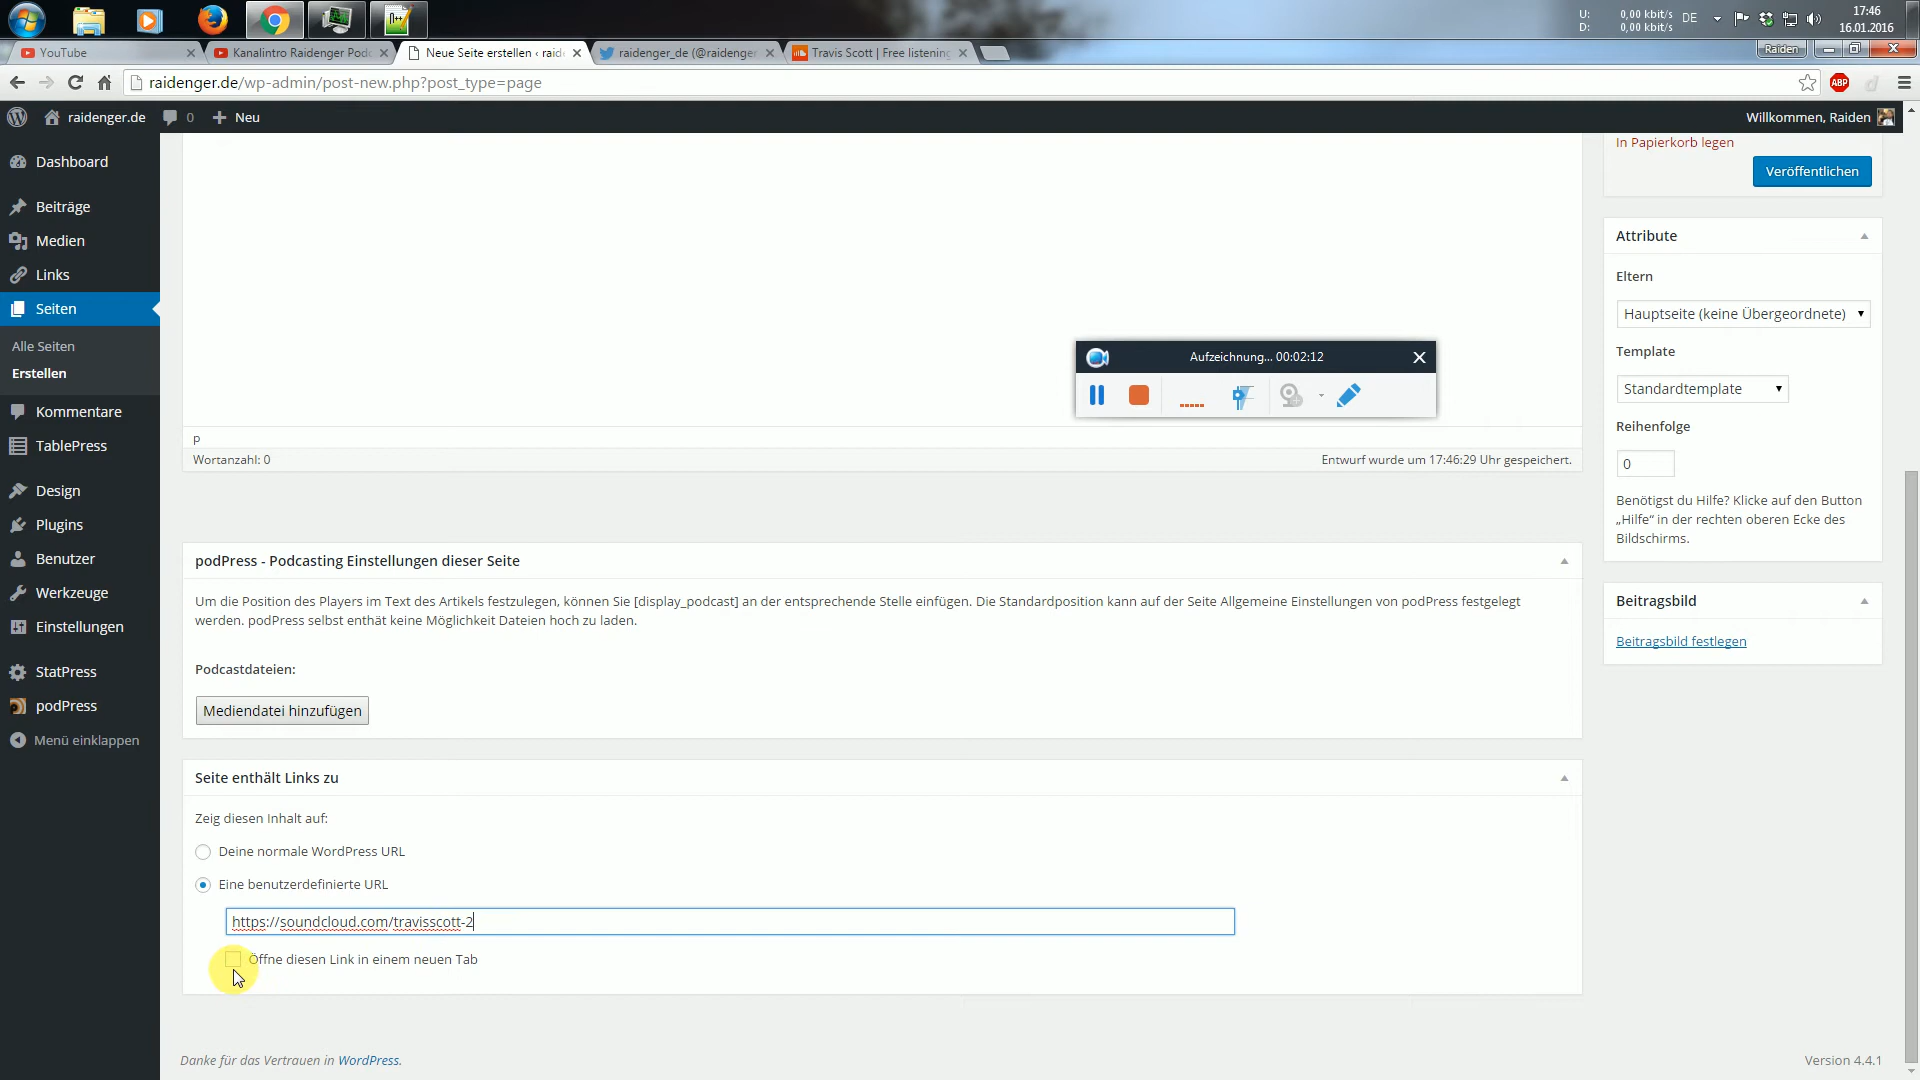 U: 0,00 kbit/s
D: 0,00 kbit/s
DE
17:46
16.01.2016
YouTube
Kanalintro Raidenger Pod
Neue Seite erstellen ‹ raid
raidenger_de (@raidenger
Travis Scott | Free listening
Raiden
raidenger.de/wp-admin/post-new.php?post_type=page
ABP
raidenger.de
0
Neu
Willkommen, Raiden
Dashboard
Beiträge
Medien
Links
Seiten
Alle Seiten
Erstellen
Kommentare
TablePress
Design
Plugins
Benutzer
Werkzeuge
Einstellungen
StatPress
podPress
Menü einklappen
Aufzeichnung... 00:02:12
p
Wortanzahl: 0
Entwurf wurde um 17:46:29 Uhr gespeichert.
podPress - Podcasting Einstellungen dieser Seite
Um die Position des Players im Text des Artikels festzulegen, können Sie [display_podcast] an der entsprechende Stelle einfügen. Die Standardposition kann auf der Seite Allgemeine Einstellungen von podPress festgelegt
werden. podPress selbst enthät keine Möglichkeit Dateien hoch zu laden.
Podcastdateien:
Mediendatei hinzufügen
Seite enthält Links zu
Zeig diesen Inhalt auf:
Deine normale WordPress URL
Eine benutzerdefinierte URL
https://soundcloud.com/travisscott-2
Öffne diesen Link in einem neuen Tab
In Papierkorb legen
Veröffentlichen
Attribute
Eltern
Hauptseite (keine Übergeordnete)
Template
Standardtemplate
Reihenfolge
0
Benötigst du Hilfe? Klicke auf den Button
„Hilfe“ in der rechten oberen Ecke des
Bildschirms.
Beitragsbild
Beitragsbild festlegen
Danke für das Vertrauen in WordPress.
Version 4.4.1